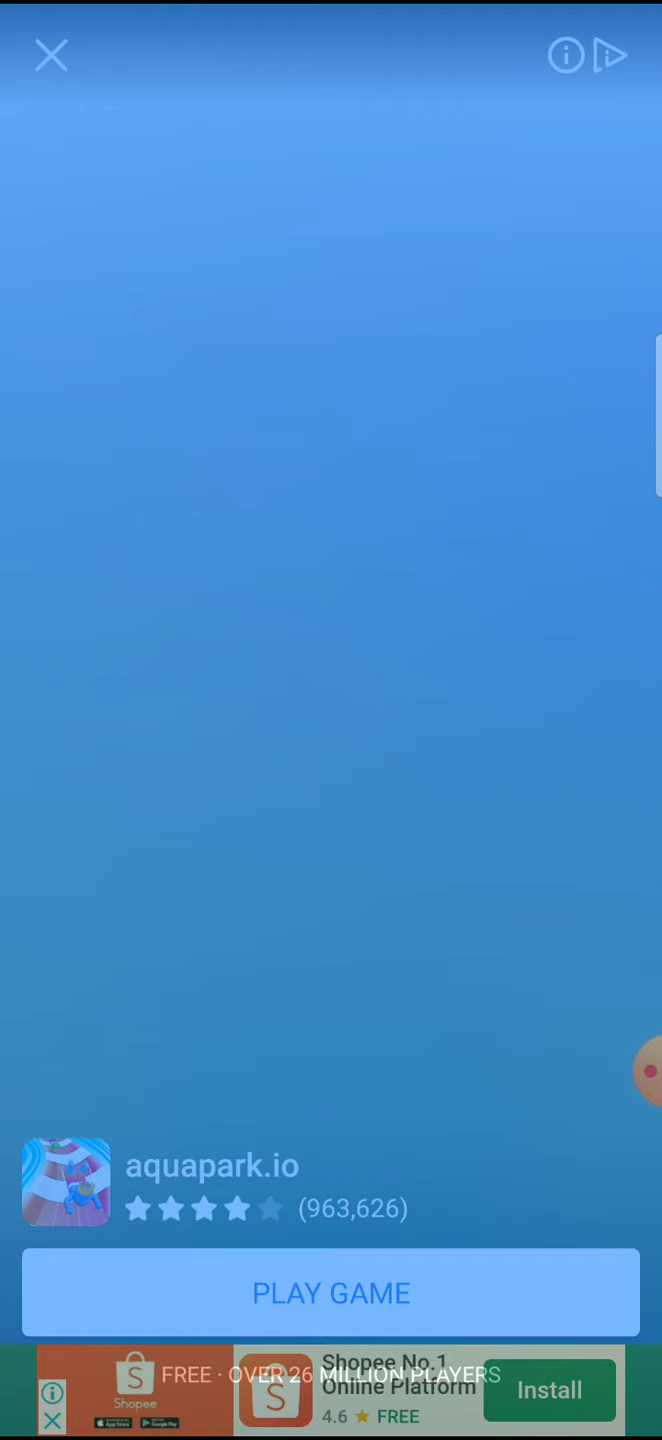 aquapark.io
(963,626)
PLAY GAME
FREE · OVER 26 MILLION PLAYERS
Shopee
Shopee No.1
Online Platform
4.6 ★ FREE
Install